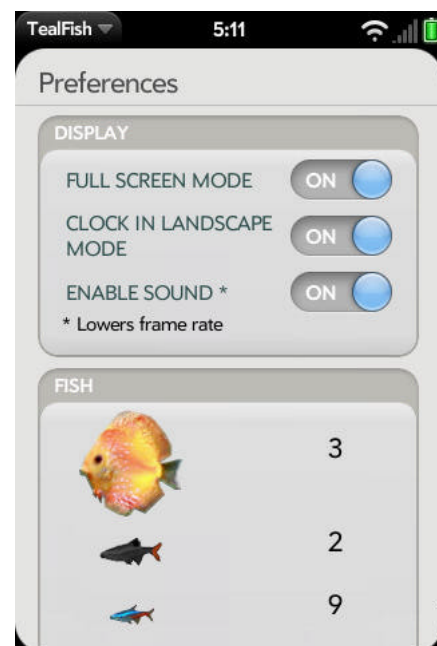 TealFish 5:11
Preferences
DISPLAY
FULL SCREEN MODE ON
CLOCK IN LANDSCAPE
MODE ON
ENABLE SOUND * ON
* Lowers frame rate
FISH
3
2
9